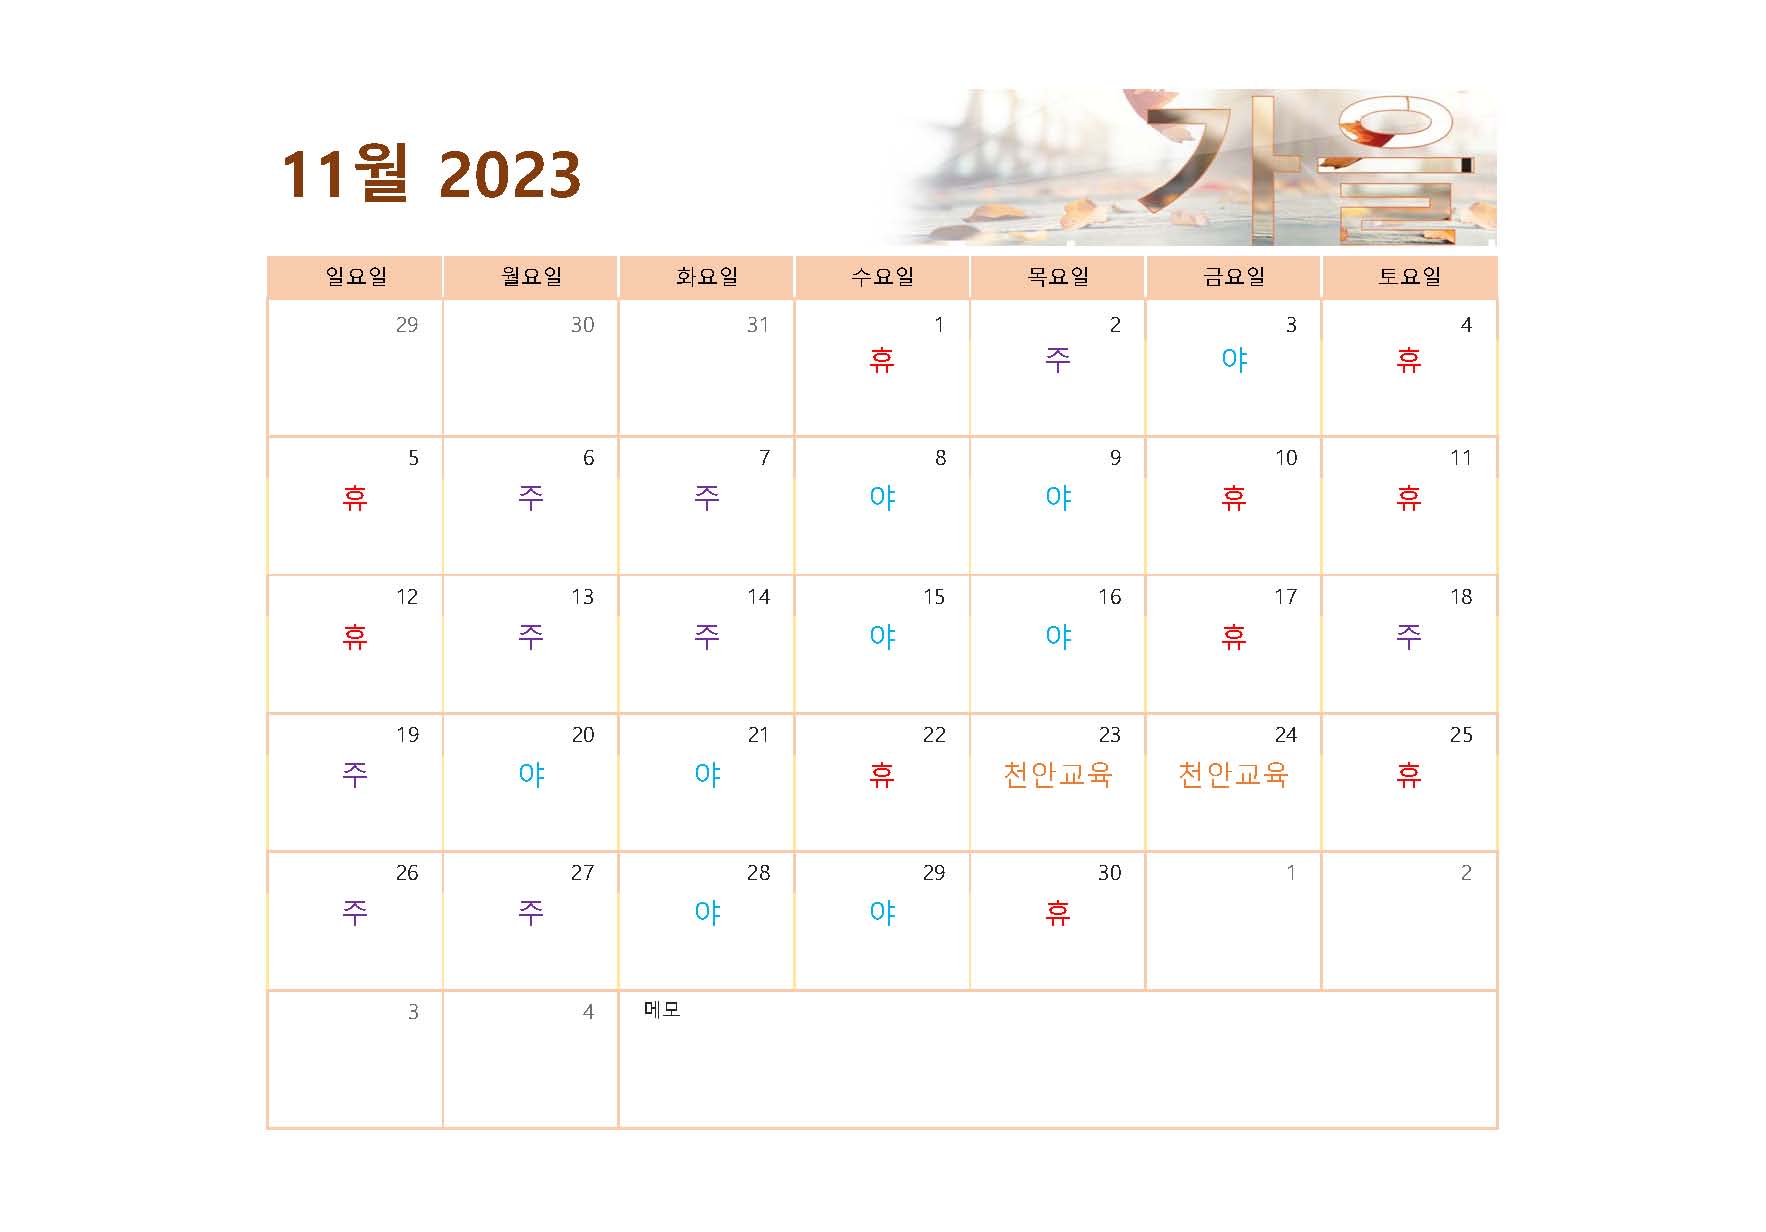 11월 2023
가을
일요일 월요일 화요일 수요일 목요일 금요일 토요일
29 30 31 1 2 3 4
휴 주 야 휴
5 6 7 8 9 10 11
휴 주 주 야 야 휴 휴
12 13 14 15 16 17 18
휴 주 주 야 야 휴 주
19 20 21 22 23 24 25
주 야 야 휴 천안교육 천안교육 휴
26 27 28 29 30 1 2
주 주 야 야 휴
3 4 메모